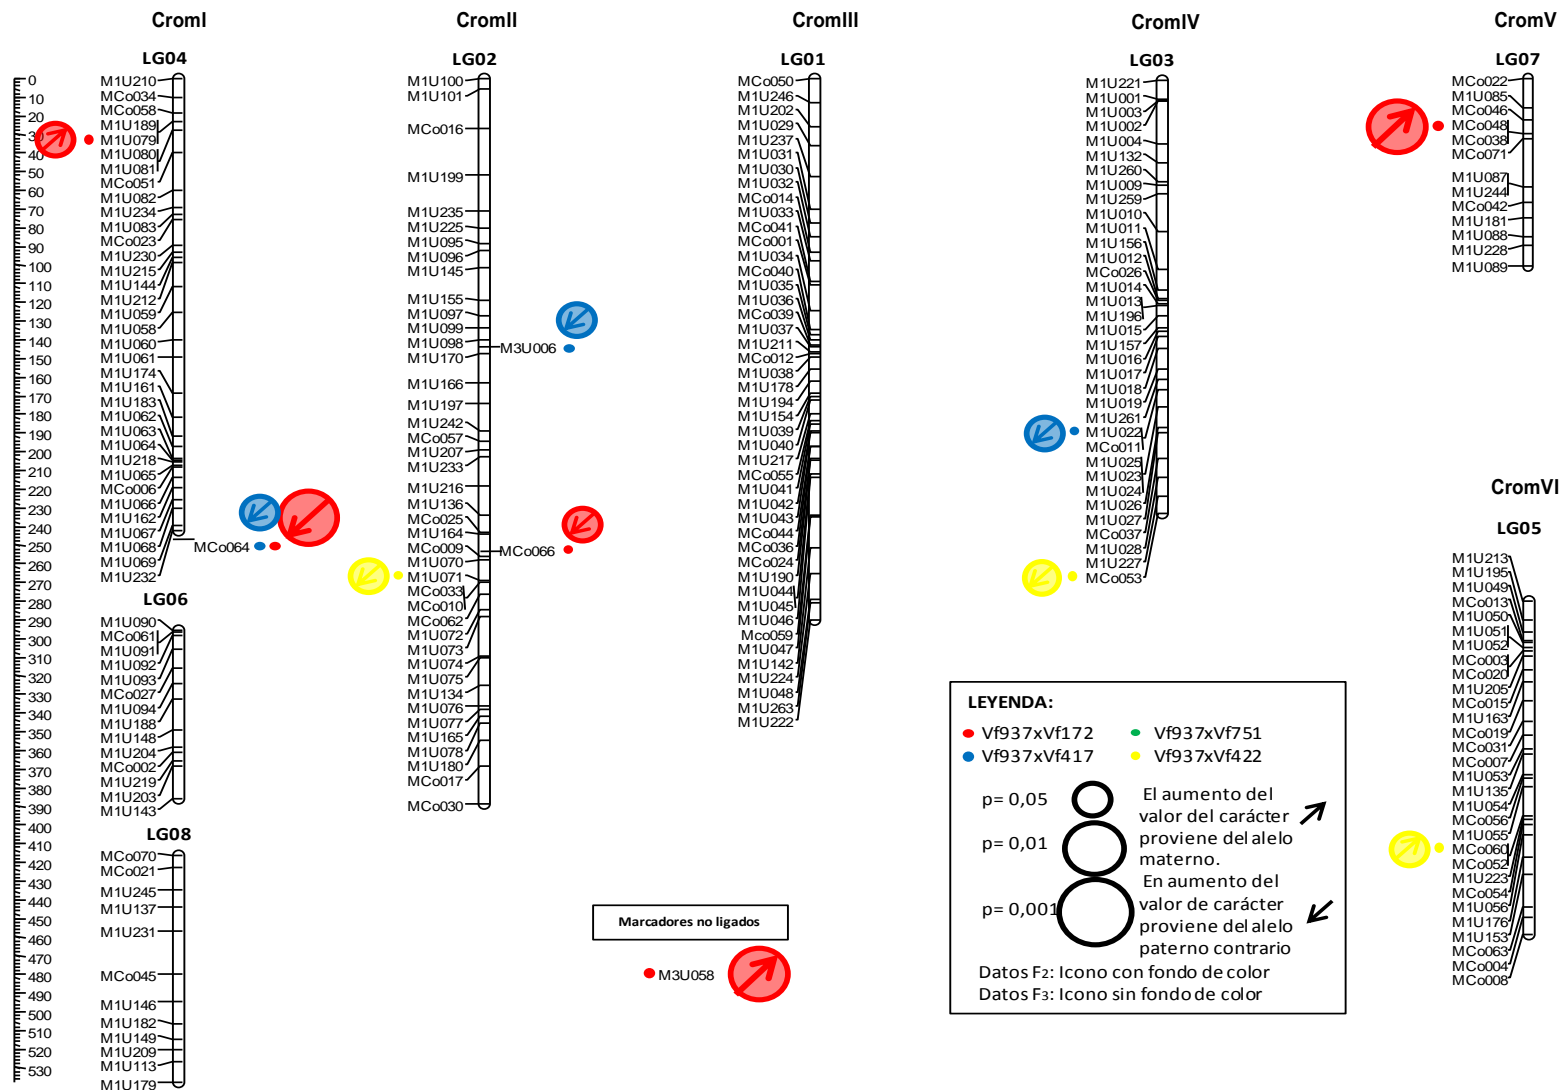 CromI
CromII
CromIII
CromIV
CromV
LG04
LG02
LG01
LG03
LG07
0
10
20
30
40
50
60
70
80
90
100
110
120
130
140
150
160
170
180
190
200
210
220
230
240
250
260
270
280
290
300
310
320
330
340
350
360
370
380
390
400
410
420
430
440
450
460
470
480
490
500
510
520
530
M1U210
MCo034
MCo058
M1U189
M1U079
M1U080
M1U081
MCo051
M1U082
M1U234
M1U083
MCo023
M1U230
M1U215
M1U144
M1U212
M1U059
M1U058
M1U060
M1U061
M1U174
M1U161
M1U183
M1U062
M1U063
M1U064
M1U218
M1U065
MCo006
M1U066
M1U162
M1U067
M1U068
M1U069
M1U232
MCo064
LG06
M1U090
MCo061
M1U091
M1U092
M1U093
MCo027
M1U094
M1U188
M1U148
M1U204
MCo002
M1U219
M1U203
M1U143
LG08
MCo070
MCo021
M1U245
M1U137
M1U231
MCo045
M1U146
M1U182
M1U149
M1U209
M1U113
M1U179
M1U100
M1U101
MCo016
M1U199
M1U235
M1U225
M1U095
M1U096
M1U145
M1U155
M1U097
M1U099
M1U098
M3U006
M1U170
M1U166
M1U197
M1U242
MCo057
M1U207
M1U233
M1U216
M1U136
MCo025
M1U164
MCo009
MCo066
M1U070
M1U071
MCo033
MCo010
MCo062
M1U072
M1U073
M1U074
M1U075
M1U134
M1U076
M1U077
M1U165
M1U078
M1U180
MCo017
MCo030
MCo050
M1U246
M1U202
M1U029
M1U237
M1U031
M1U030
M1U032
MCo014
M1U033
MCo041
MCo001
M1U034
MCo040
M1U035
M1U036
MCo039
M1U037
M1U211
MCo012
M1U038
M1U178
M1U194
M1U154
M1U039
M1U040
M1U217
MCo055
M1U041
M1U042
M1U043
MCo044
MCo036
MCo024
M1U190
M1U044
M1U045
M1U046
Mco059
M1U047
M1U142
M1U224
M1U048
M1U263
M1U222
M1U221
M1U001
M1U003
M1U002
M1U004
M1U132
M1U260
M1U009
M1U259
M1U010
M1U011
M1U156
M1U012
MCo026
M1U014
M1U013
M1U196
M1U015
M1U157
M1U016
M1U017
M1U018
M1U019
M1U261
M1U022
MCo011
M1U025
M1U023
M1U024
M1U026
M1U027
MCo037
M1U028
M1U227
MCo053
MCo022
M1U085
MCo046
MCo048
MCo038
MCo071
M1U087
M1U244
MCo042
M1U181
M1U088
M1U228
M1U089
CromVI
LG05
M1U213
M1U195
M1U049
MCo013
M1U050
M1U051
M1U052
MCo003
MCo020
M1U205
MCo015
M1U163
MCo019
MCo031
MCo007
M1U053
M1U135
M1U054
MCo056
M1U055
MCo060
MCo052
M1U223
MCo054
M1U056
M1U176
M1U153
MCo063
MCo004
MCo008
Marcadores no ligados
M3U058
LEYENDA:
Vf937xVf172
Vf937xVf751
Vf937xVf417
Vf937xVf422
p= 0,05
p= 0,01
p= 0,001
El aumento del
valor del carácter
proviene del alelo
materno.
En aumento del
valor de carácter
proviene del alelo
paterno contrario
Datos F2: Icono con fondo de color
Datos F3: Icono sin fondo de color